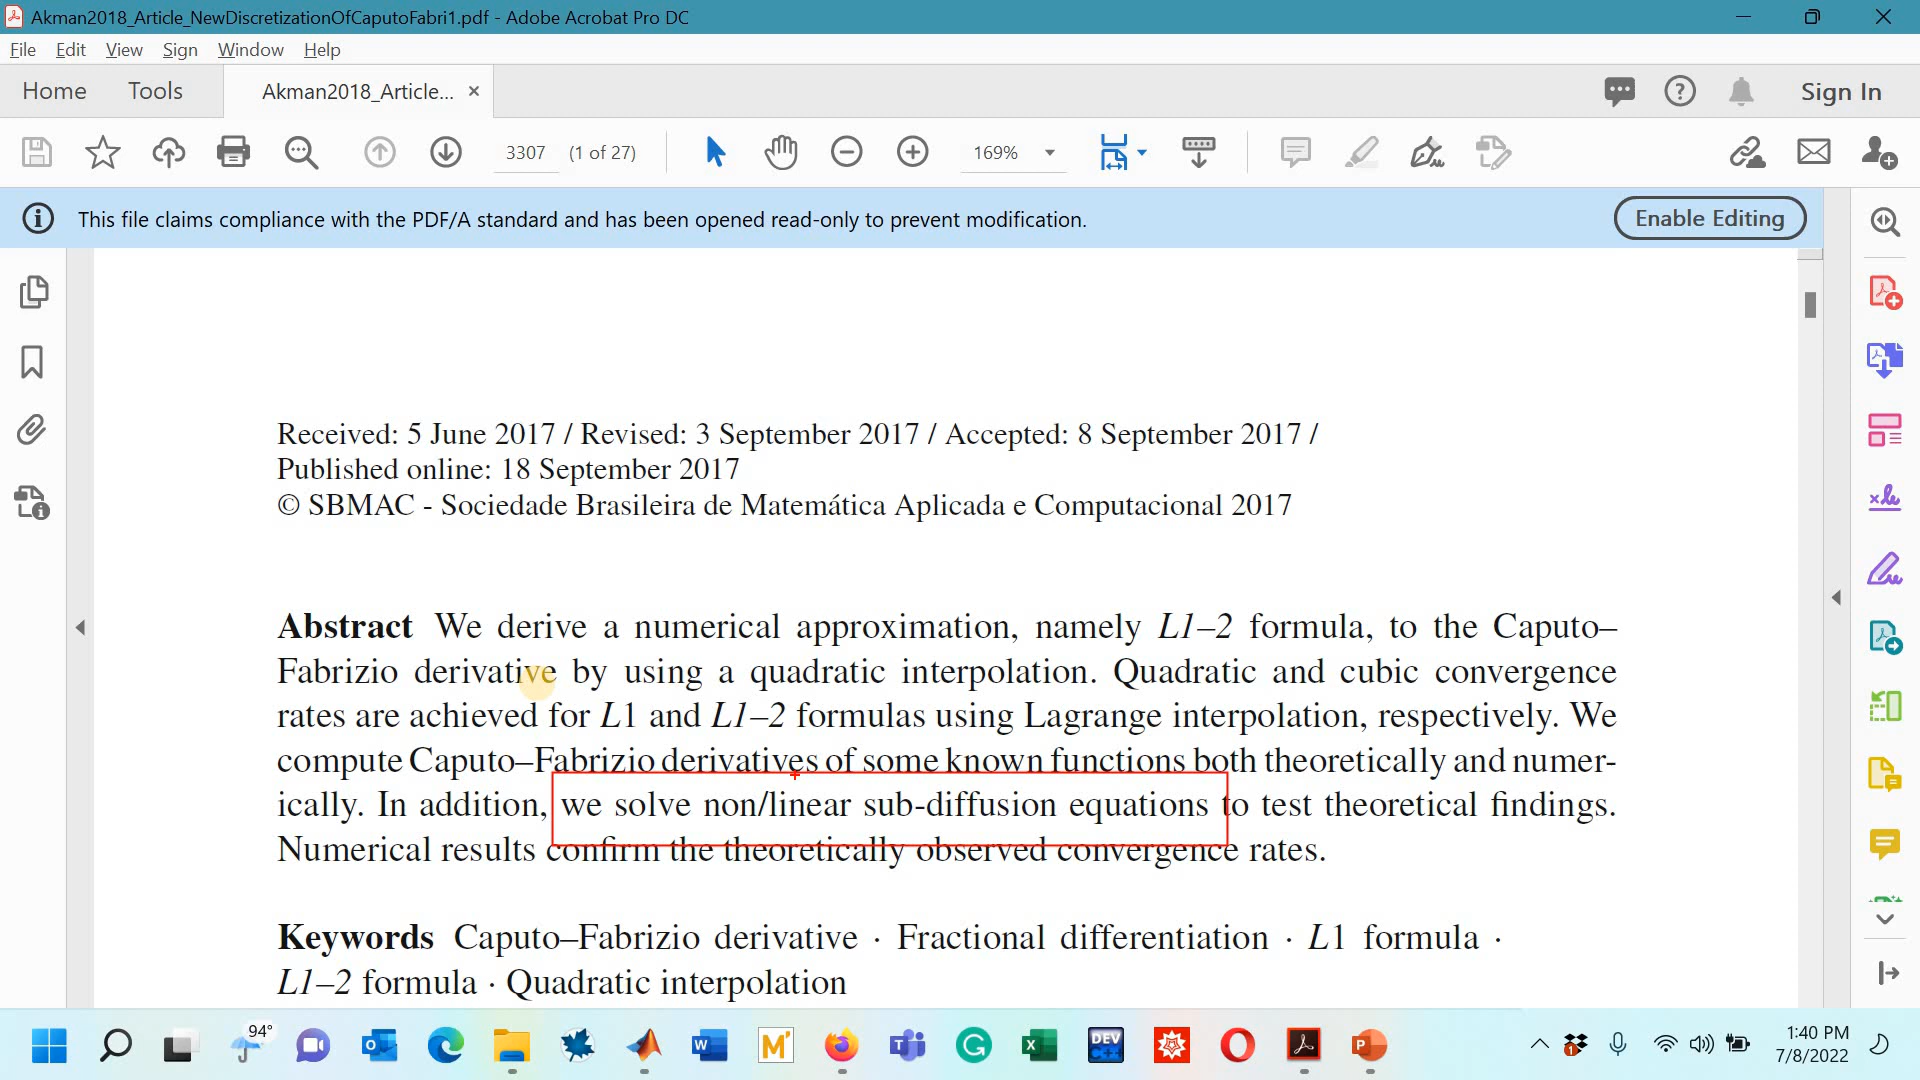 Akman2018_Article_NewDiscretizationOfCaputoFabri1.pdf - Adobe Acrobat Pro DC
File Edit View Sign Window Help
Home Tools Akman2018_Article... × Sign In
3307 (1 of 27) 169%
This file claims compliance with the PDF/A standard and has been opened read-only to prevent modification. Enable Editing
Received: 5 June 2017 / Revised: 3 September 2017 / Accepted: 8 September 2017 /
Published online: 18 September 2017
© SBMAC - Sociedade Brasileira de Matemática Aplicada e Computacional 2017
Abstract We derive a numerical approximation, namely L1–2 formula, to the Caputo–
Fabrizio derivative by using a quadratic interpolation. Quadratic and cubic convergence
rates are achieved for L1 and L1–2 formulas using Lagrange interpolation, respectively. We
compute Caputo–Fabrizio derivatives of some known functions both theoretically and numer-
ically. In addition, we solve non/linear sub-diffusion equations to test theoretical findings.
Numerical results confirm the theoretically observed convergence rates.
Keywords Caputo–Fabrizio derivative · Fractional differentiation · L1 formula ·
L1–2 formula · Quadratic interpolation
94°
DEV C++
1:40 PM
7/8/2022